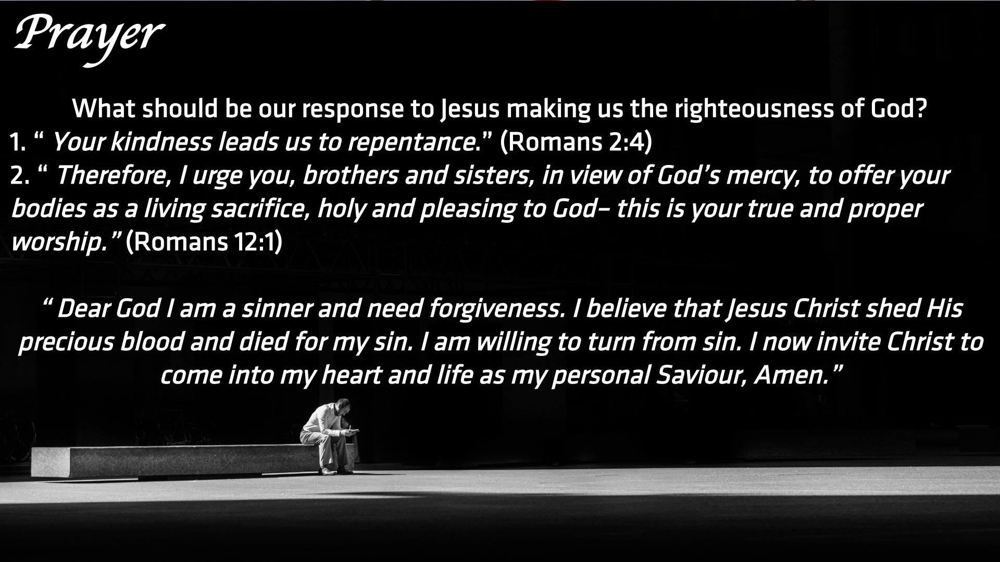 Prayer
What should be our response to Jesus making us the righteousness of God?
1. “ Your kindness leads us to repentance.” (Romans 2:4)
2. “ Therefore, I urge you, brothers and sisters, in view of God’s mercy, to offer your
bodies as a living sacrifice, holy and pleasing to God– this is your true and proper
worship.” (Romans 12:1)
“ Dear God I am a sinner and need forgiveness. I believe that Jesus Christ shed His
precious blood and died for my sin. I am willing to turn from sin. I now invite Christ to
come into my heart and life as my personal Saviour, Amen.”